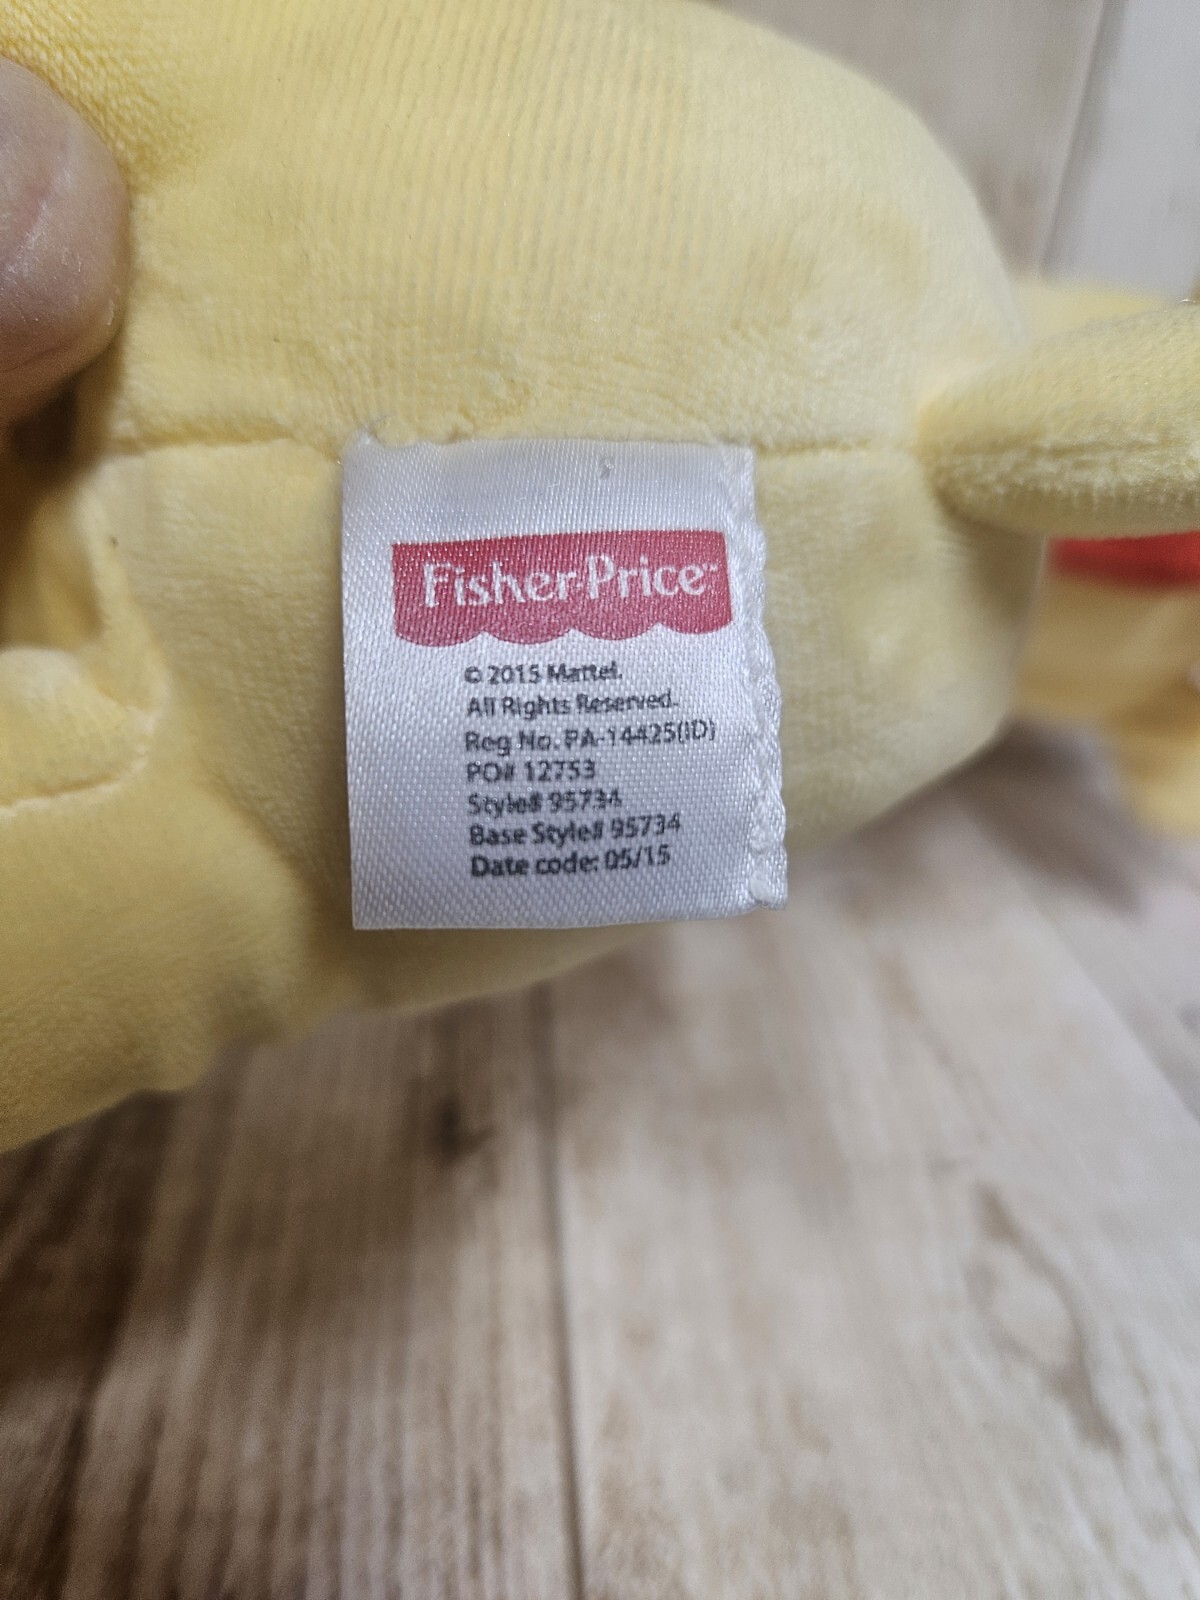 Fisher-Price™
© 2015 Mattel.
All Rights Reserved.
Reg No. PA-14425(ID)
PO# 12753
Style# 95734
Base Style# 95734
Date code: 05/15